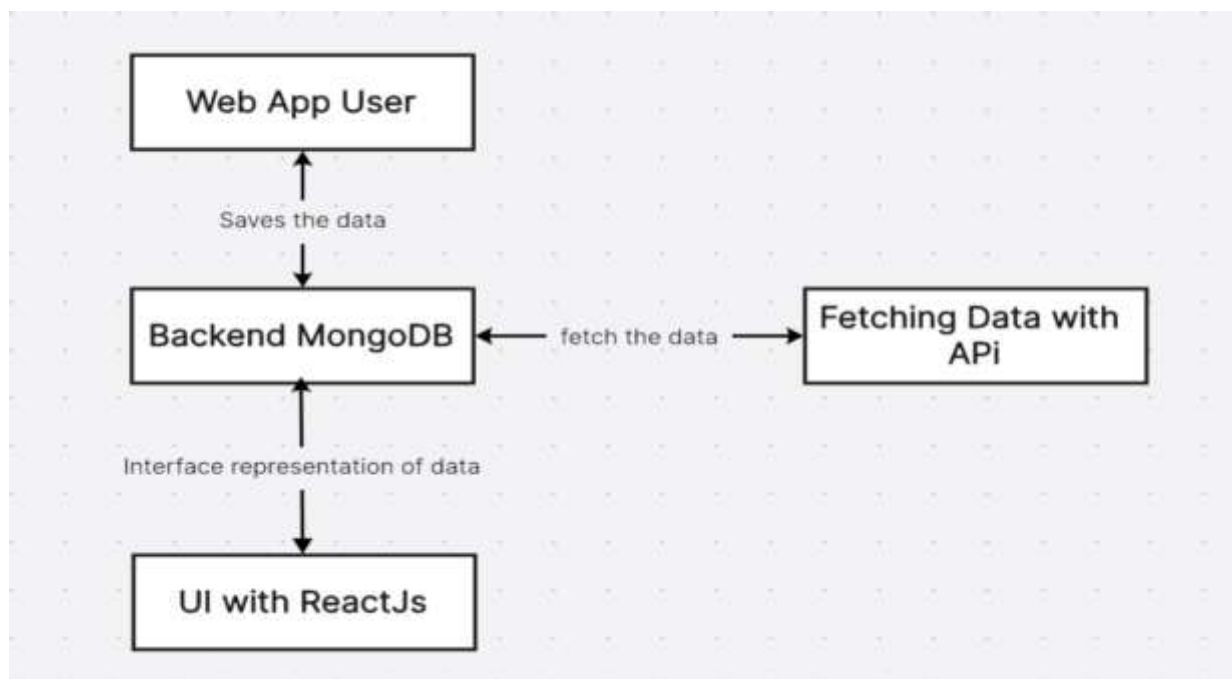 Web App User
Saves the data
Backend MongoDB
fetch the data
Fetching Data with
APi
Interface representation of data
UI with ReactJs